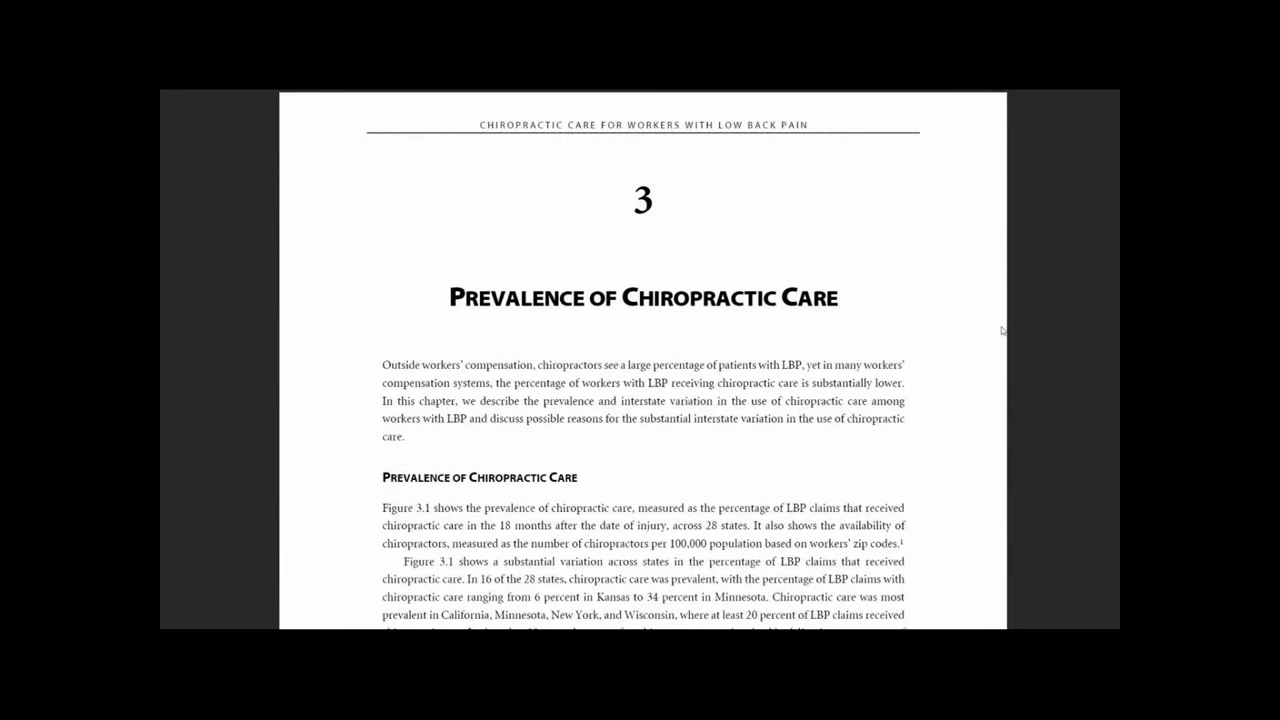 CHIROPRACTIC CARE FOR WORKERS WITH LOW BACK PAIN
3
PREVALENCE OF CHIROPRACTIC CARE
Outside workers’ compensation, chiropractors see a large percentage of patients with LBP, yet in many workers’
compensation systems, the percentage of workers with LBP receiving chiropractic care is substantially lower.
In this chapter, we describe the prevalence and interstate variation in the use of chiropractic care among
workers with LBP and discuss possible reasons for the substantial interstate variation in the use of chiropractic
care.
PREVALENCE OF CHIROPRACTIC CARE
Figure 3.1 shows the prevalence of chiropractic care, measured as the percentage of LBP claims that received
chiropractic care in the 18 months after the date of injury, across 28 states. It also shows the availability of
chiropractors, measured as the number of chiropractors per 100,000 population based on workers’ zip codes.¹
Figure 3.1 shows a substantial variation across states in the percentage of LBP claims that received
chiropractic care. In 16 of the 28 states, chiropractic care was prevalent, with the percentage of LBP claims with
chiropractic care ranging from 6 percent in Kansas to 34 percent in Minnesota. Chiropractic care was most
prevalent in California, Minnesota, New York, and Wisconsin, where at least 20 percent of LBP claims received